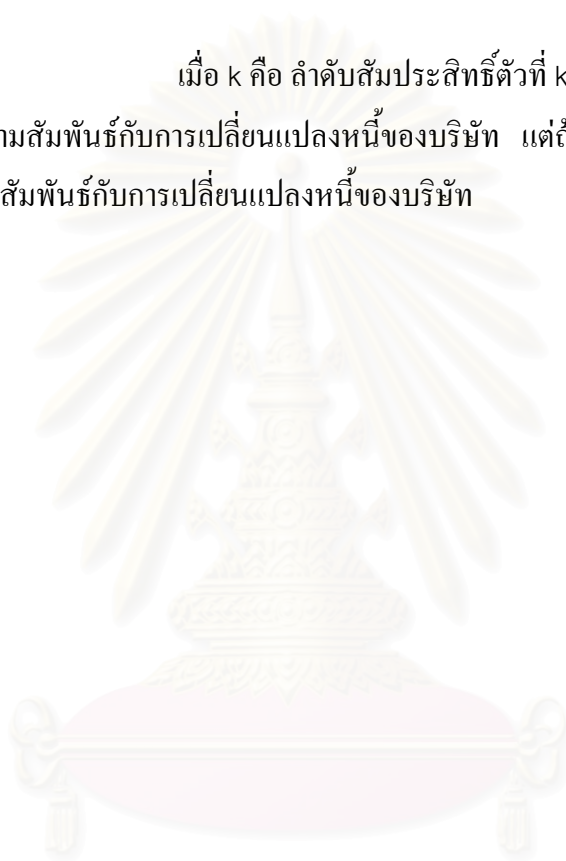 เมื่อ k คือ ลำดับสัมประสิทธิ์ตัวที่ k
ามสัมพันธ์กับการเปลี่ยนแปลงหนี้ของบริษัท แต่ถ้
สัมพันธ์กับการเปลี่ยนแปลงหนี้ของบริษัท